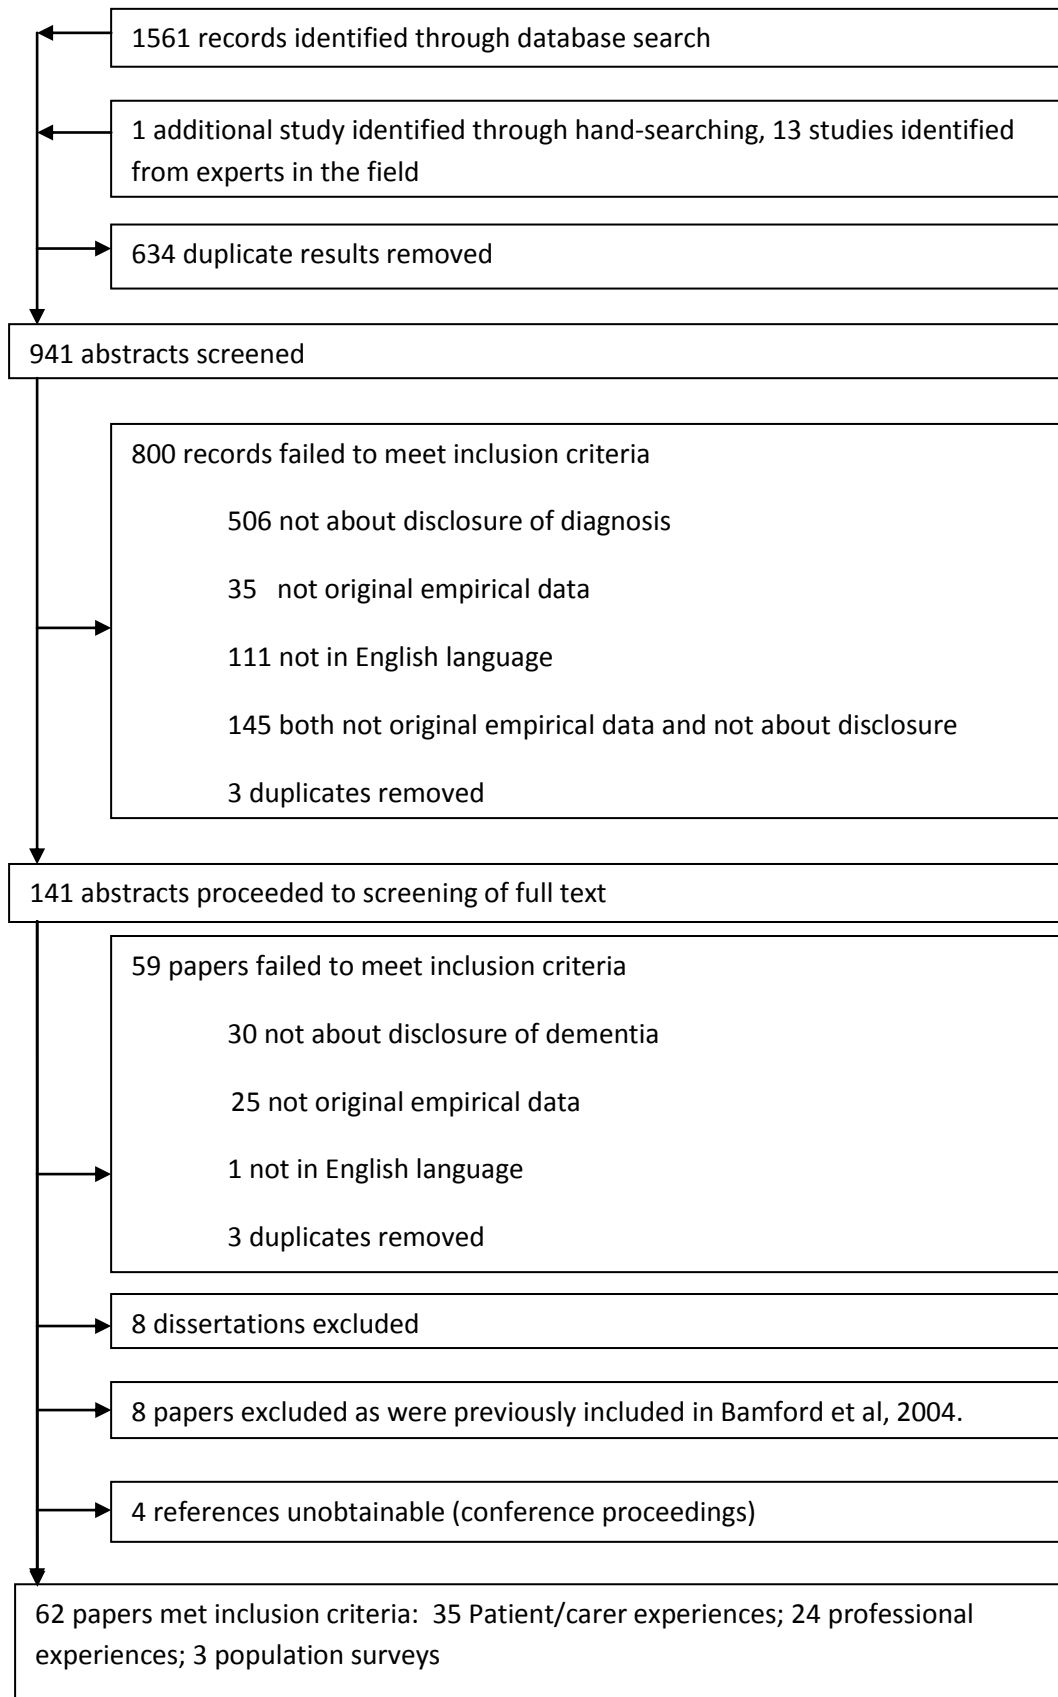 1561 records identified through database search
1 additional study identified through hand-searching, 13 studies identified
from experts in the field
634 duplicate results removed
941 abstracts screened
800 records failed to meet inclusion criteria
506 not about disclosure of diagnosis
35 not original empirical data
111 not in English language
145 both not original empirical data and not about disclosure
3 duplicates removed
141 abstracts proceeded to screening of full text
59 papers failed to meet inclusion criteria
30 not about disclosure of dementia
25 not original empirical data
1 not in English language
3 duplicates removed
8 dissertations excluded
8 papers excluded as were previously included in Bamford et al, 2004.
4 references unobtainable (conference proceedings)
62 papers met inclusion criteria: 35 Patient/carer experiences; 24 professional
experiences; 3 population surveys